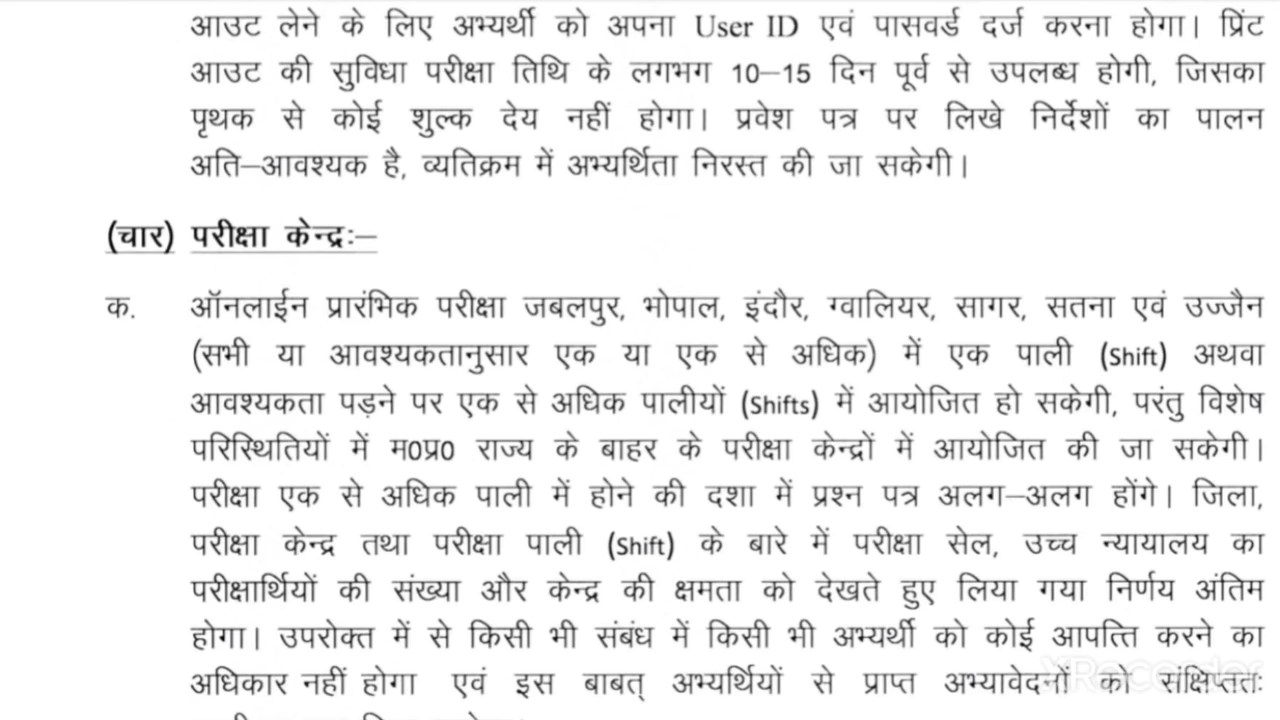 आउट लेने के लिए अभ्यर्थी को अपना User ID एवं पासवर्ड दर्ज करना होगा। प्रिंट
आउट की सुविधा परीक्षा तिथि के लगभग 10–15 दिन पूर्व से उपलब्ध होगी, जिसका
पृथक से कोई शुल्क देय नहीं होगा। प्रवेश पत्र पर लिखे निर्देशों का पालन
अति–आवश्यक है, व्यतिक्रम में अभ्यर्थिता निरस्त की जा सकेगी।
(चार) परीक्षा केन्द्रः–
क. ऑनलाईन प्रारंभिक परीक्षा जबलपुर, भोपाल, इंदौर, ग्वालियर, सागर, सतना एवं उज्जैन
(सभी या आवश्यकतानुसार एक या एक से अधिक) में एक पाली (Shift) अथवा
आवश्यकता पड़ने पर एक से अधिक पालीयों (Shifts) में आयोजित हो सकेगी, परंतु विशेष
परिस्थितियों में म0प्र0 राज्य के बाहर के परीक्षा केन्द्रों में आयोजित की जा सकेगी।
परीक्षा एक से अधिक पाली में होने की दशा में प्रश्न पत्र अलग–अलग होंगे। जिला,
परीक्षा केन्द्र तथा परीक्षा पाली (Shift) के बारे में परीक्षा सेल, उच्च न्यायालय का
परीक्षार्थियों की संख्या और केन्द्र की क्षमता को देखते हुए लिया गया निर्णय अंतिम
होगा। उपरोक्त में से किसी भी संबंध में किसी भी अभ्यर्थी को कोई आपत्ति करने का
अधिकार नहीं होगा एवं इस बाबत् अभ्यर्थियों से प्राप्त अभ्यावेदनों को संक्षिप्ततः
XRecorder